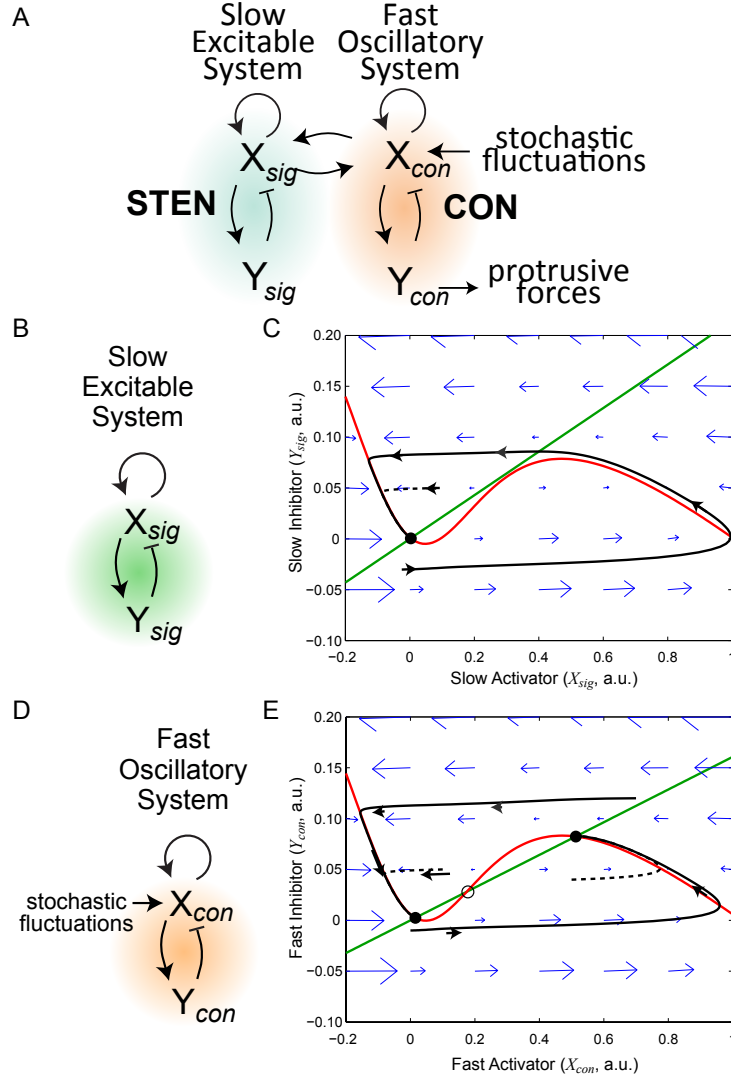 A
Slow
Excitable
System
Fast
Oscillatory
System
X_sig
X_con
stochastic
fluctuations
STEN
CON
Y_sig
Y_con
protrusive
forces
B
Slow
Excitable
System
X_sig
Y_sig
C
Slow Inhibitor (Y_sig, a.u.)
0.20
0.15
0.10
0.05
0
−0.05
−0.10
−0.2
0
0.2
0.4
0.6
0.8
1
Slow Activator (X_sig, a.u.)
D
Fast
Oscillatory
System
stochastic
fluctuations
X_con
Y_con
E
Fast Inhibitor (Y_con, a.u.)
0.20
0.15
0.10
0.05
0
−0.05
−0.10
−0.2
0
0.2
0.4
0.6
0.8
1
Fast Activator (X_con, a.u.)